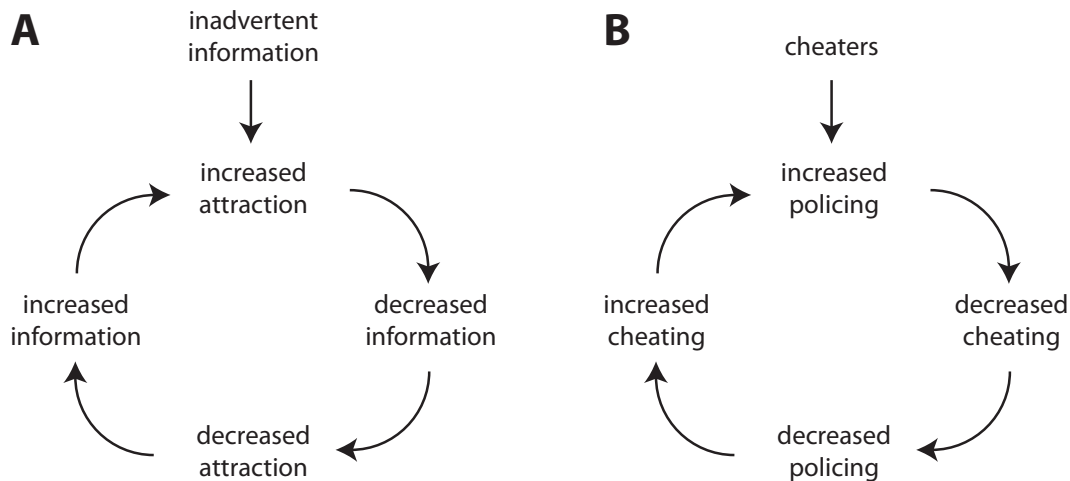 A
inadvertent
information
increased
attraction
decreased
information
decreased
attraction
increased
information
B
cheaters
increased
policing
decreased
cheating
decreased
policing
increased
cheating